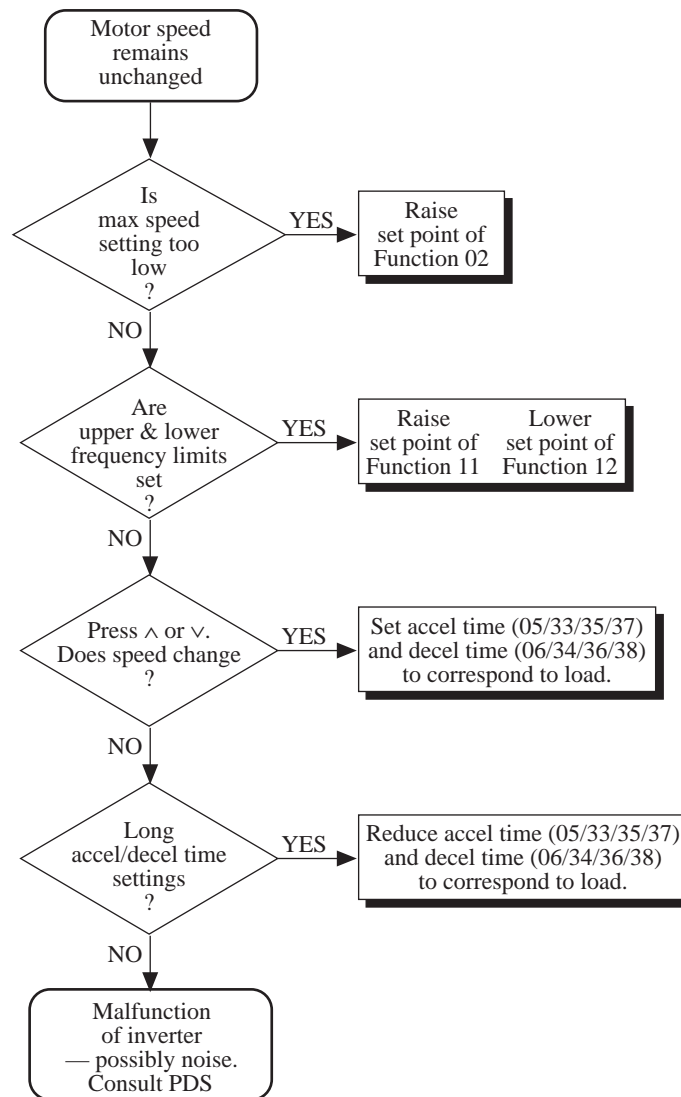 Motor speed
remains
unchanged
Is
max speed
setting too
low
?
YES
Raise
set point of
Function 02
NO
Are
upper & lower
frequency limits
set
?
YES
Raise
set point of
Function 11
Lower
set point of
Function 12
NO
Press ∧ or ∨.
Does speed change
?
YES
Set accel time (05/33/35/37)
and decel time (06/34/36/38)
to correspond to load.
NO
Long
accel/decel time
settings
?
YES
Reduce accel time (05/33/35/37)
and decel time (06/34/36/38)
to correspond to load.
NO
Malfunction
of inverter
— possibly noise.
Consult PDS